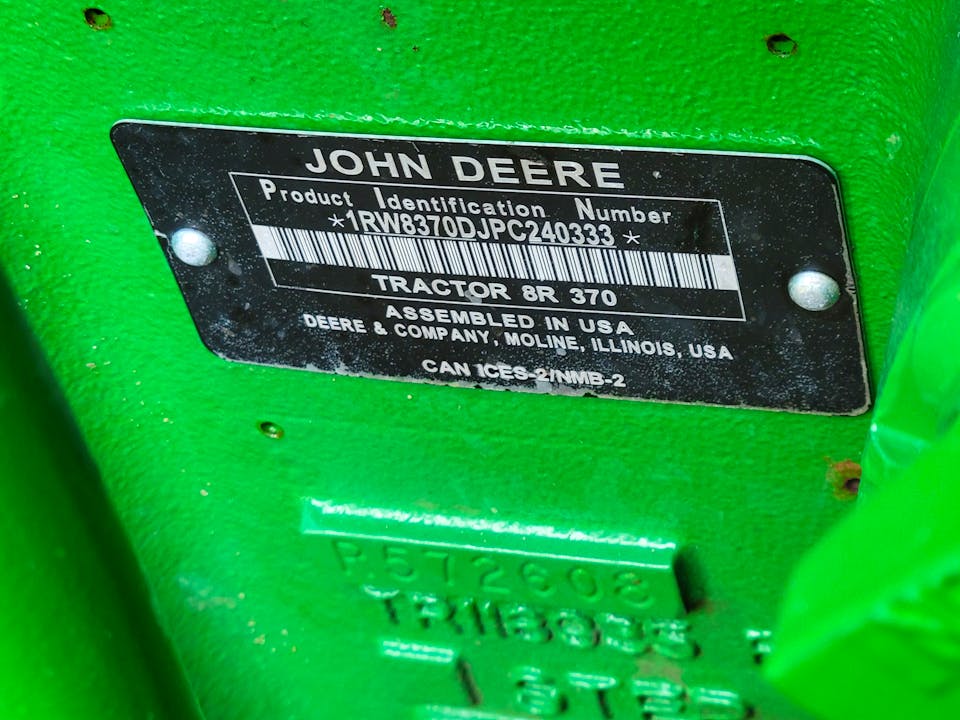 JOHN DEERE
Product Identification Number
*1RW8370DJPC240333*
TRACTOR 8R 370
ASSEMBLED IN USA
DEERE & COMPANY, MOLINE, ILLINOIS, USA
CAN ICES-2/NMB-2
R572608